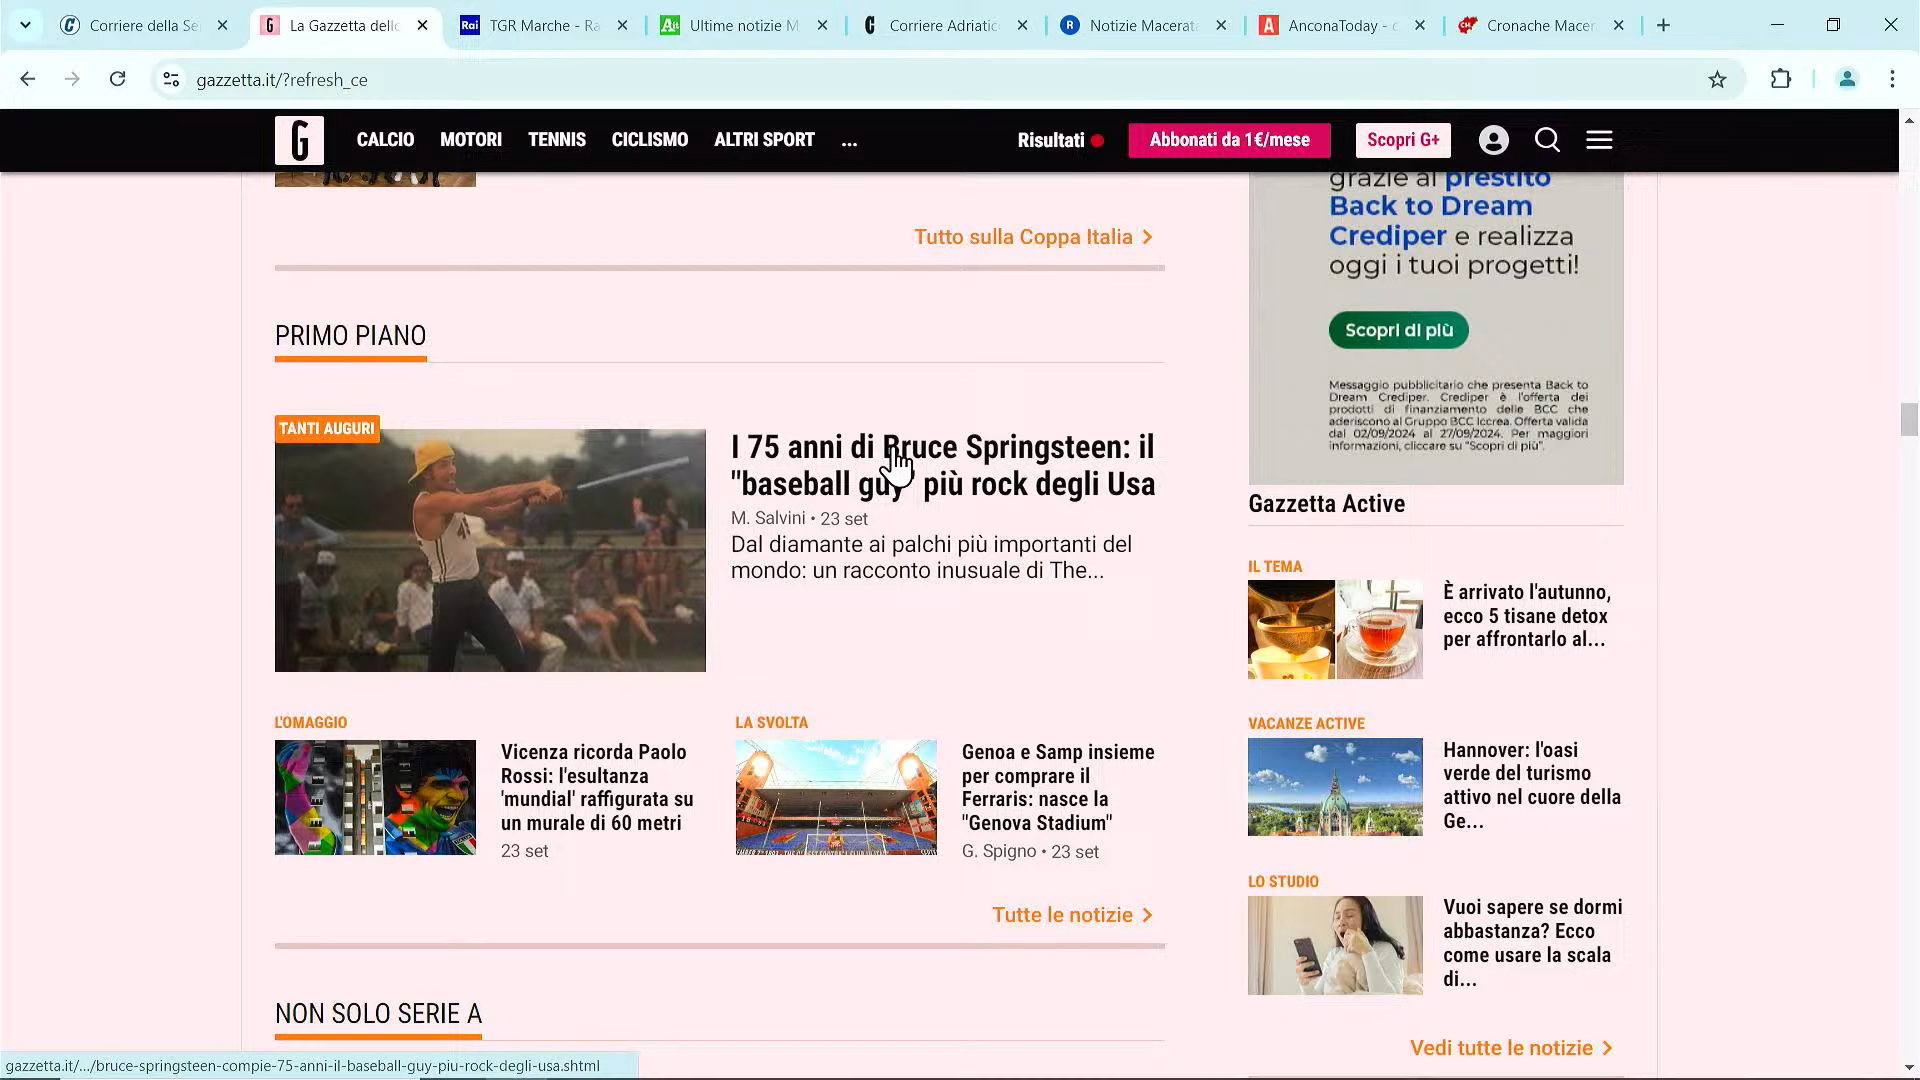 Corriere della Se
La Gazzetta dello
TGR Marche - Ra
Ultime notizie M
Corriere Adriatic
Notizie Macerata
AnconaToday - c
Cronache Macer
gazzetta.it/?refresh_ce
G
CALCIO
MOTORI
TENNIS
CICLISMO
ALTRI SPORT
...
Risultati
Abbonati da 1€/mese
Scopri G+
Tutto sulla Coppa Italia
PRIMO PIANO
TANTI AUGURI
I 75 anni di Bruce Springsteen: il
"baseball guy" più rock degli Usa
M. Salvini • 23 set
Dal diamante ai palchi più importanti del
mondo: un racconto inusuale di The...
L'OMAGGIO
Vicenza ricorda Paolo
Rossi: l'esultanza
'mundial' raffigurata su
un murale di 60 metri
23 set
LA SVOLTA
Genoa e Samp insieme
per comprare il
Ferraris: nasce la
"Genova Stadium"
G. Spigno • 23 set
Tutte le notizie
NON SOLO SERIE A
grazie al prestito
Back to Dream
Crediper e realizza
oggi i tuoi progetti!
Scopri di più
Messaggio pubblicitario che presenta Back to
Dream Crediper. Crediper è l'offerta dei
prodotti di finanziamento delle BCC che
aderiscono al Gruppo BCC Iccrea. Offerta valida
dal 02/09/2024 al 27/09/2024. Per maggiori
informazioni, cliccare su "Scopri di più".
Gazzetta Active
IL TEMA
È arrivato l'autunno,
ecco 5 tisane detox
per affrontarlo al...
VACANZE ACTIVE
Hannover: l'oasi
verde del turismo
attivo nel cuore della
Ge...
LO STUDIO
Vuoi sapere se dormi
abbastanza? Ecco
come usare la scala
di...
Vedi tutte le notizie
gazzetta.it/.../bruce-springsteen-compie-75-anni-il-baseball-guy-piu-rock-degli-usa.shtml